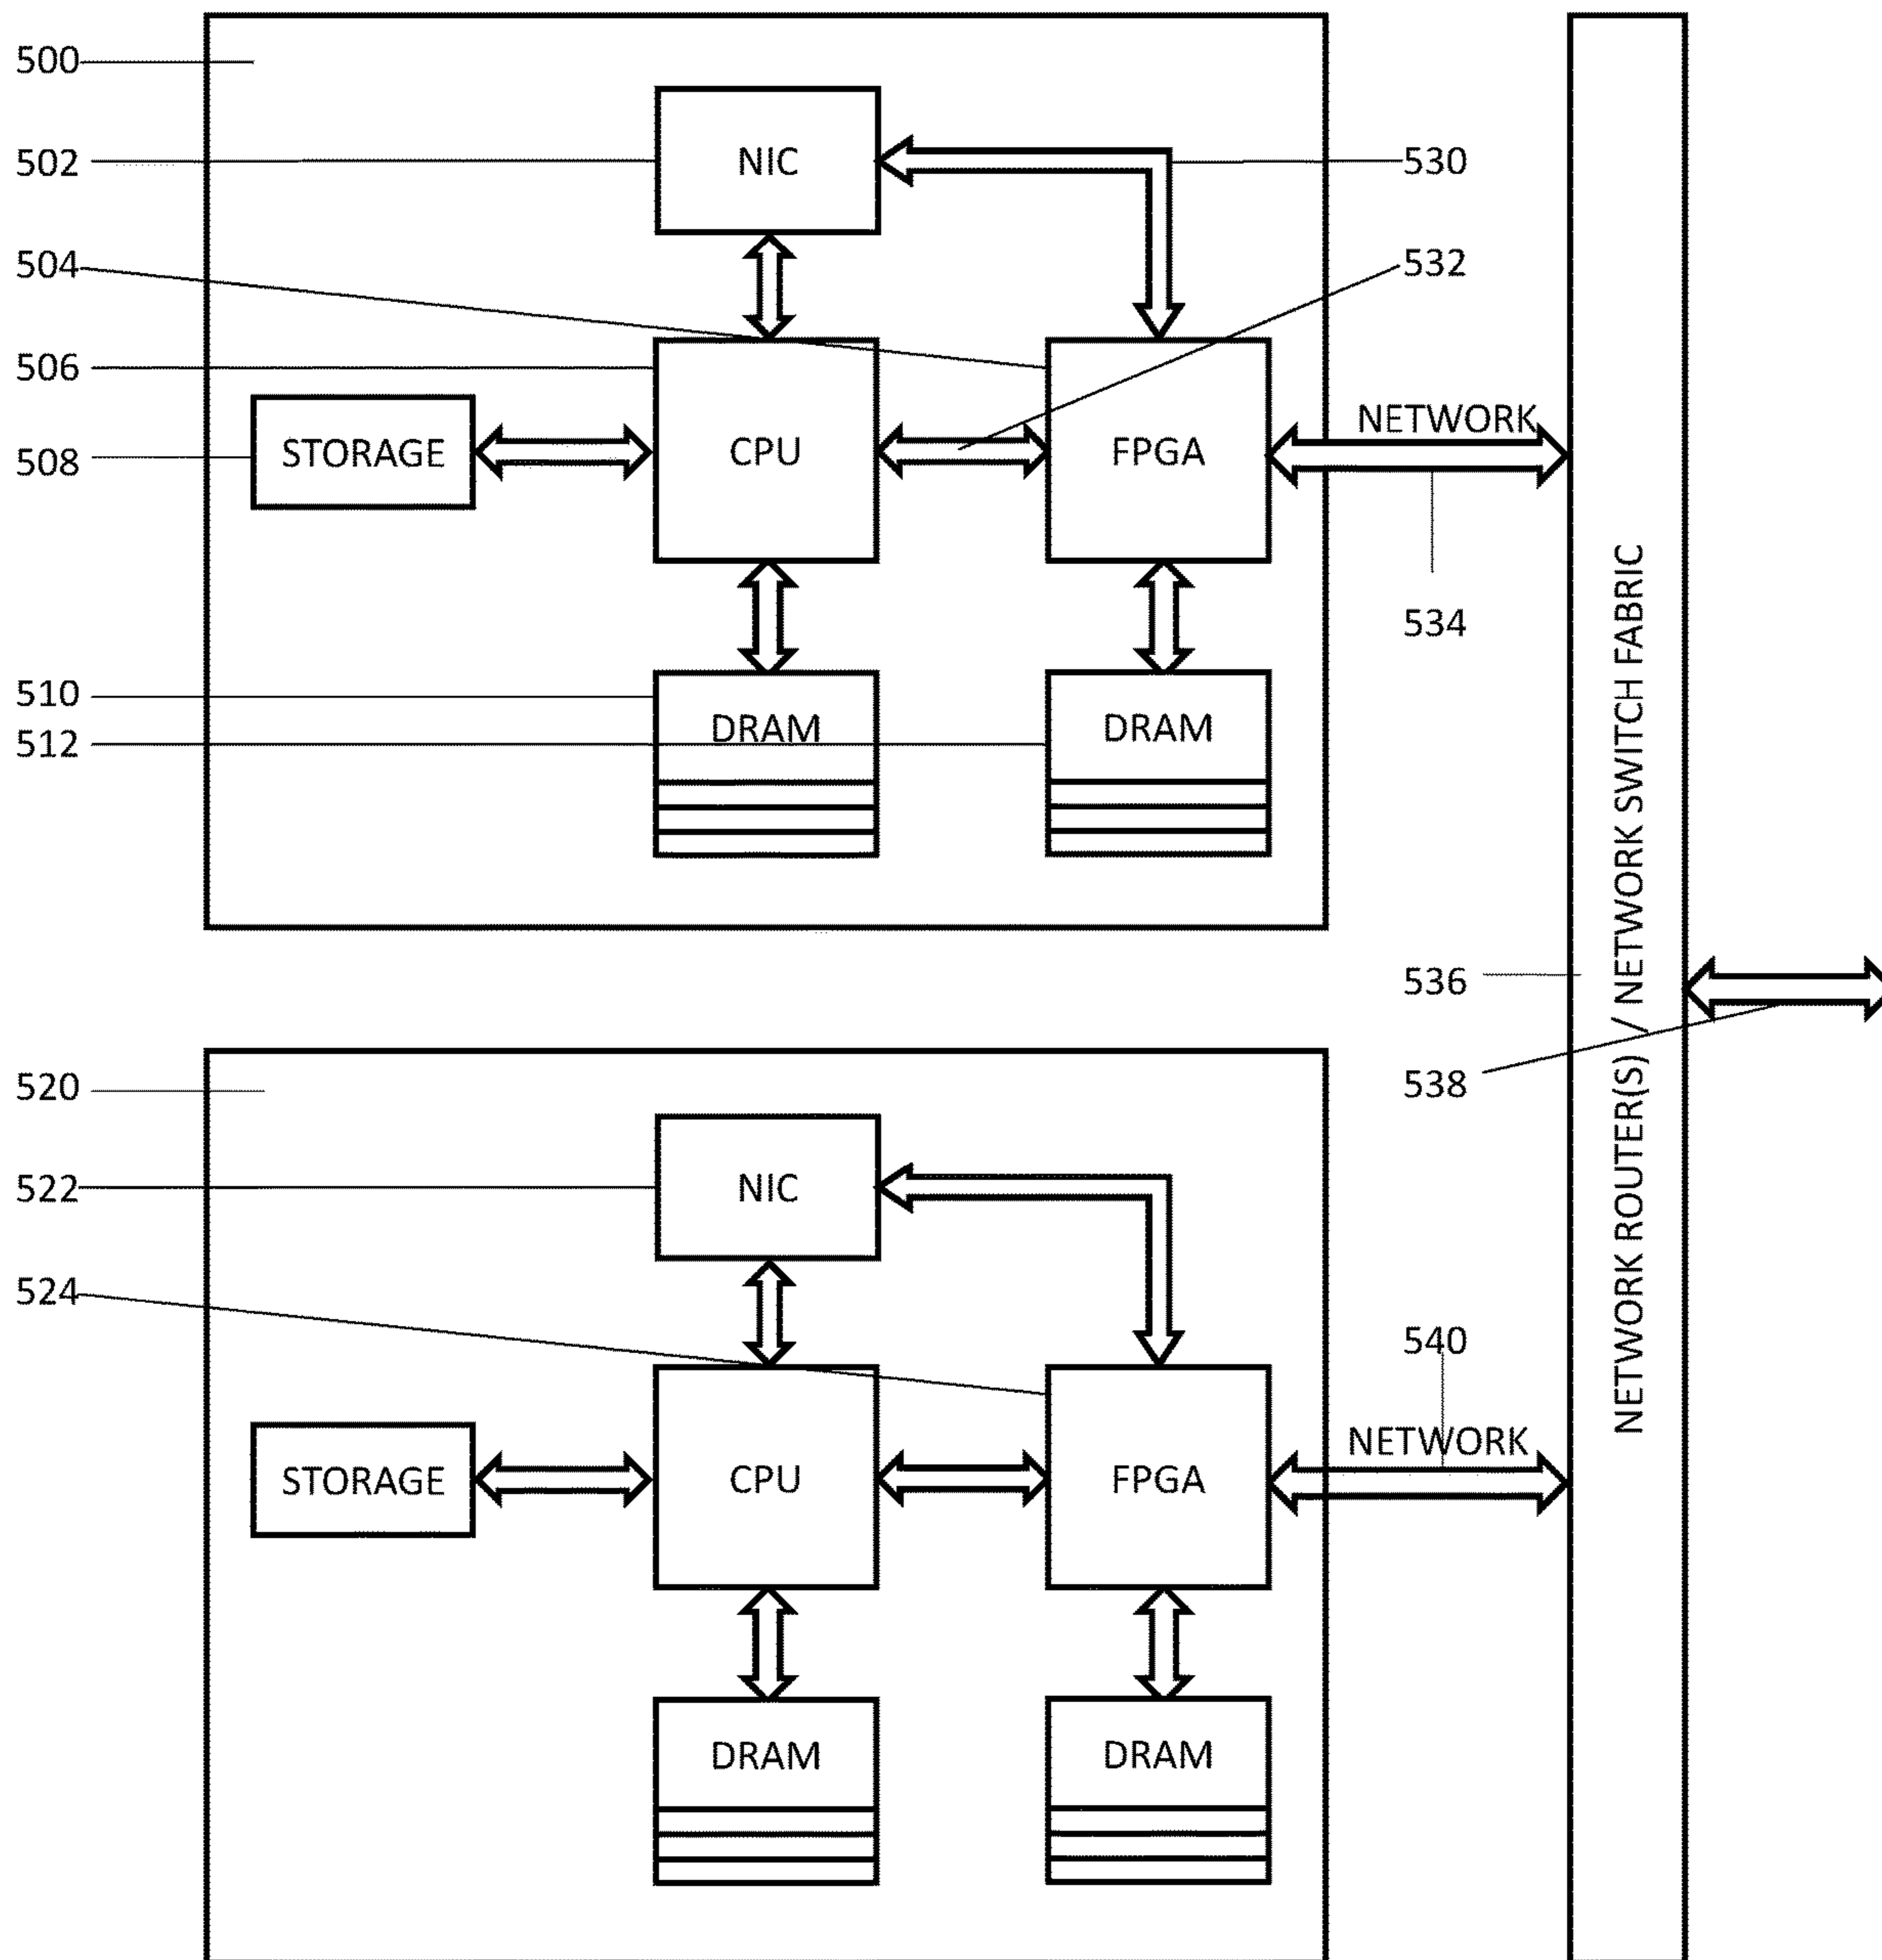 500
502
NIC
530
504
532
506
STORAGE
CPU
FPGA
NETWORK
508
534
510
512
DRAM
DRAM
NETWORK ROUTER(S) / NETWORK SWITCH FABRIC
536
538
520
522
NIC
524
540
STORAGE
CPU
FPGA
NETWORK
DRAM
DRAM